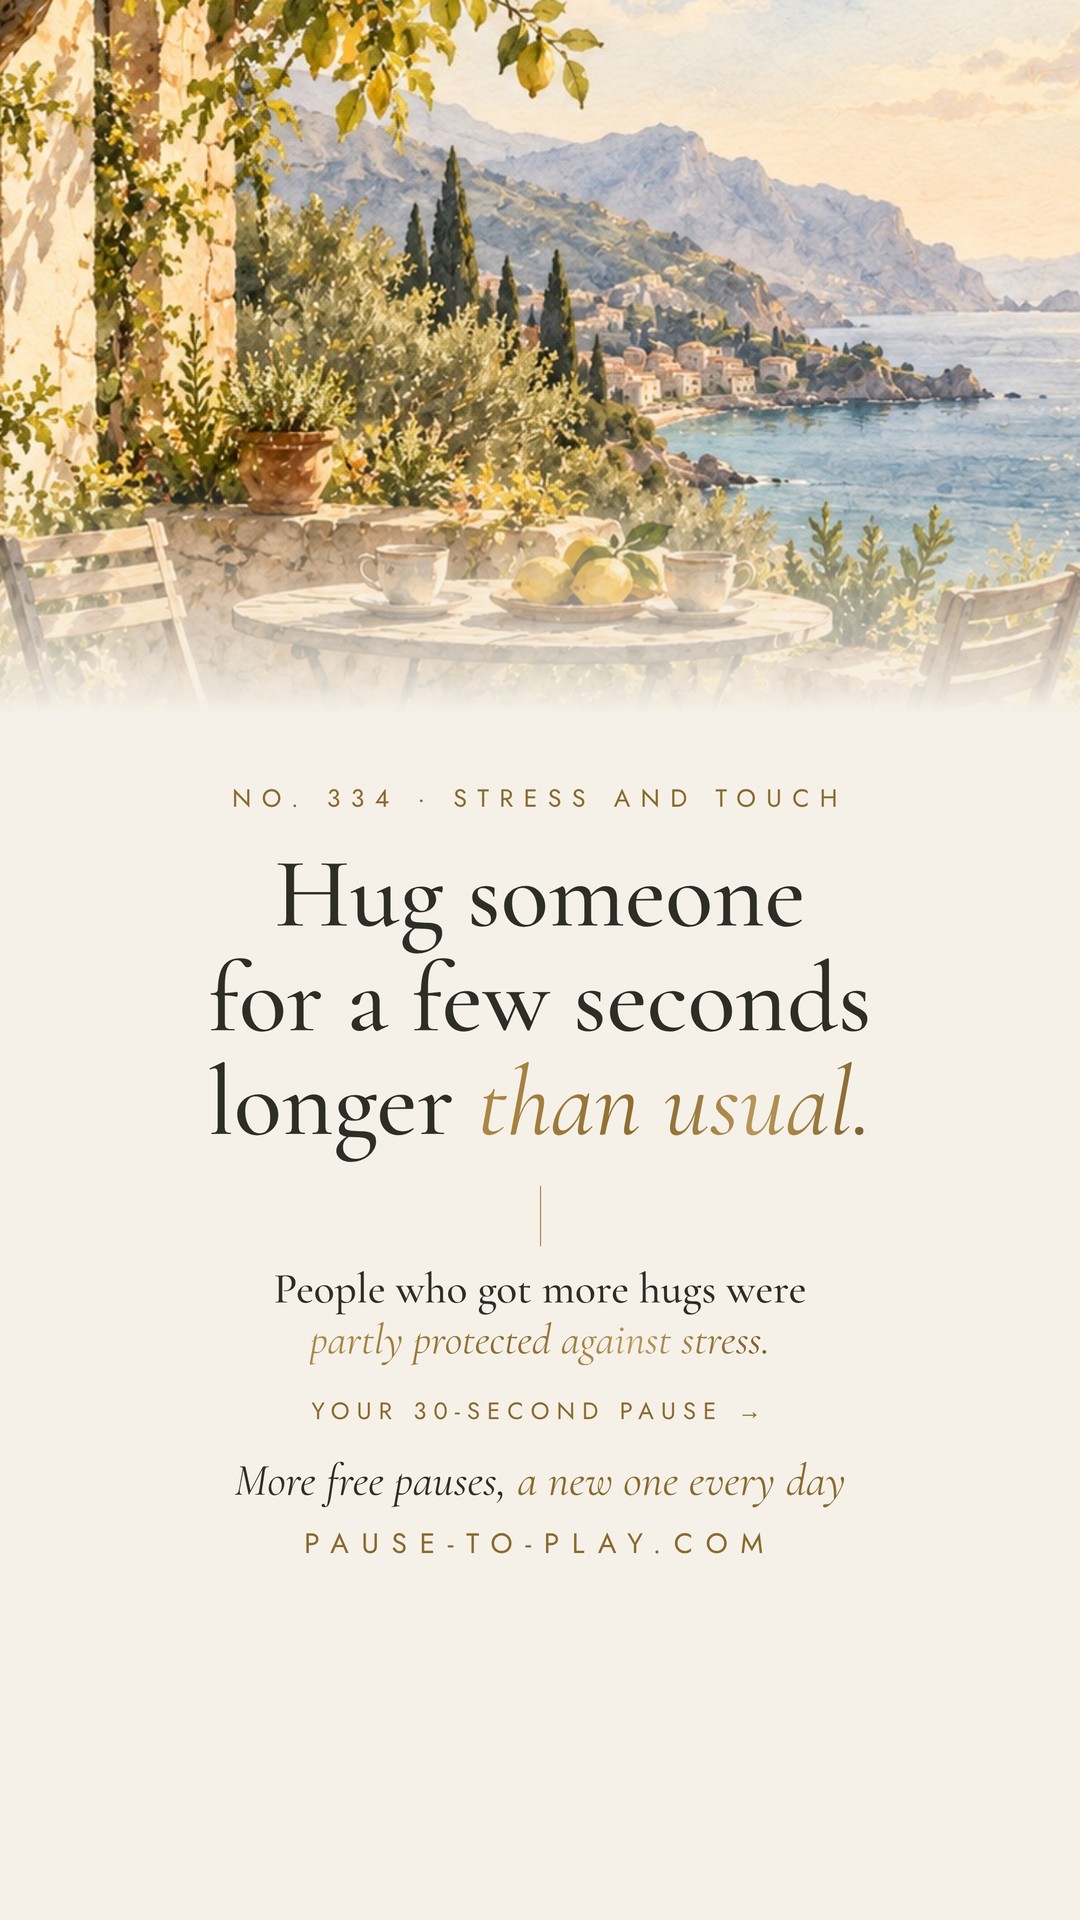 NO. 334 · STRESS AND TOUCH
Hug someone
for a few seconds
longer than usual.
People who got more hugs were
partly protected against stress.
YOUR 30-SECOND PAUSE →
More free pauses, a new one every day
PAUSE-TO-PLAY.COM